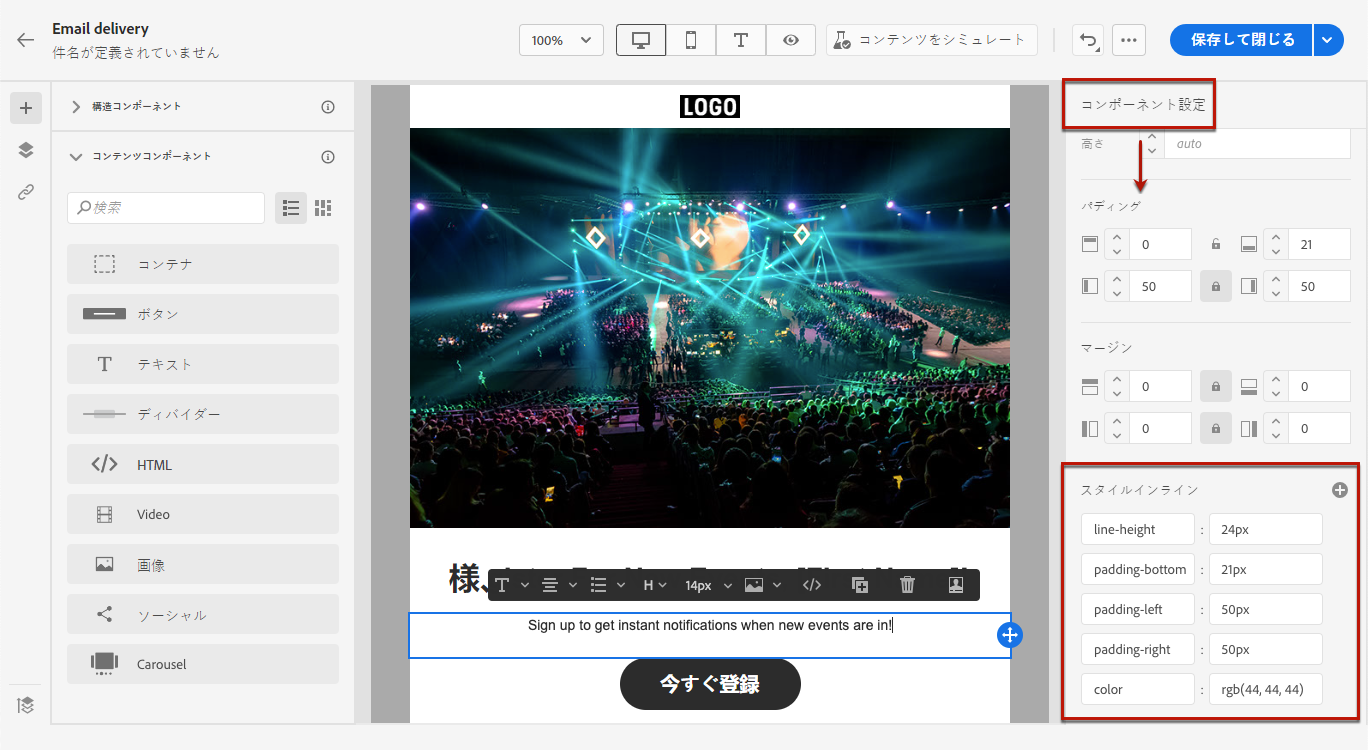 Email delivery
件名が定義されていません
100%
コンテンツをシミュレート
保存して閉じる
構造コンポーネント
コンテンツコンポーネント
検索
コンテナ
ボタン
テキスト
ディバイダー
HTML
Video
画像
ソーシャル
Carousel
LOGO
様、
H
14px
Sign up to get instant notifications when new events are in!
今すぐ登録
コンポーネント設定
高さ
auto
パディング
0
21
50
50
マージン
0
0
0
0
スタイルインライン
line-height : 24px
padding-bottom : 21px
padding-left : 50px
padding-right : 50px
color : rgb(44, 44, 44)